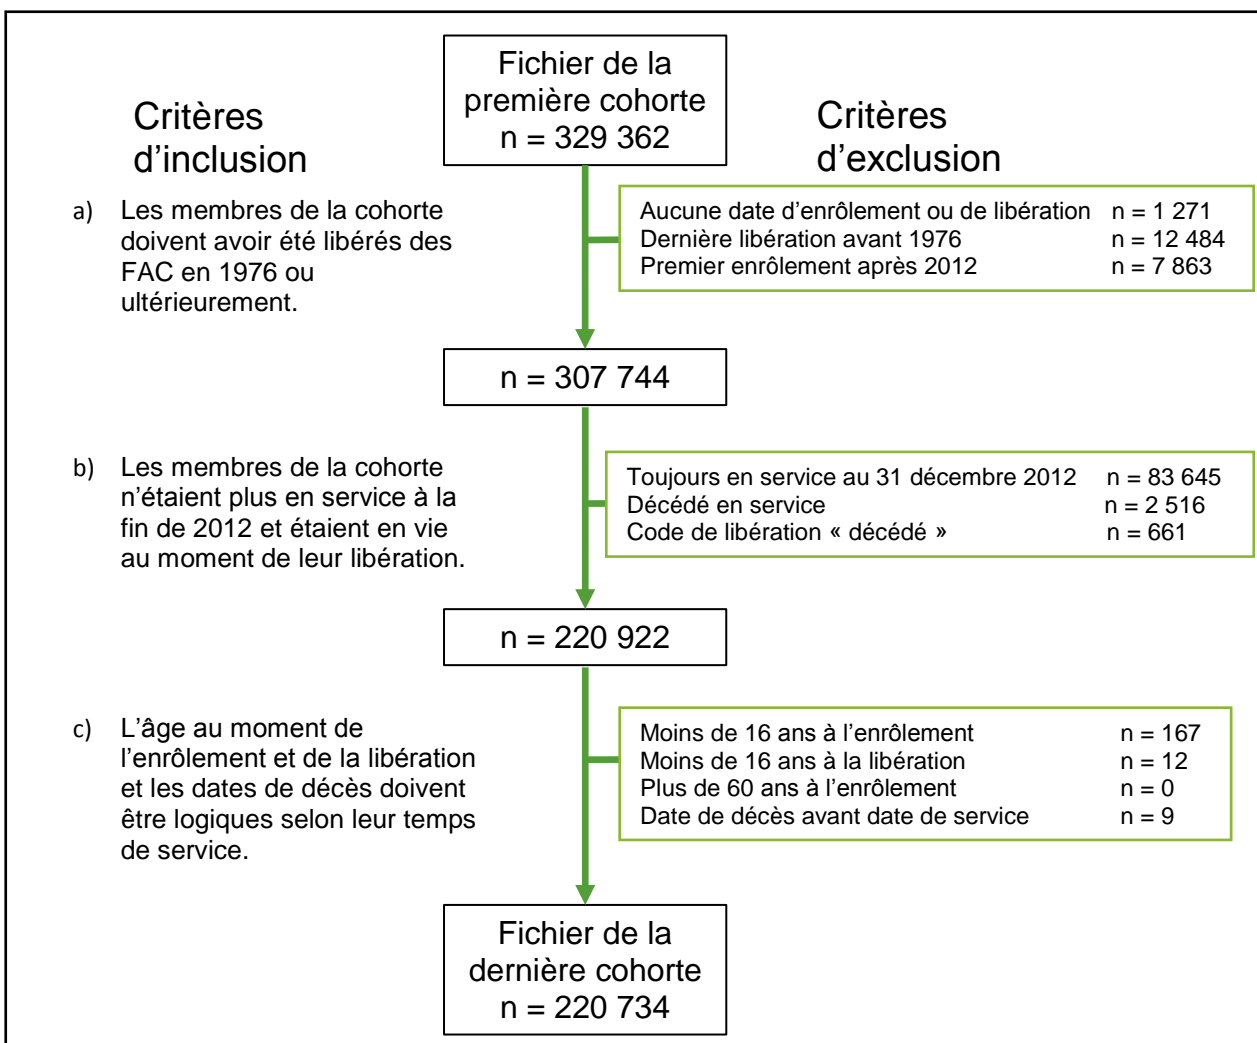 Fichier de la
première cohorte
n = 329 362
Critères
d’inclusion
Critères
d’exclusion
a) Les membres de la cohorte
doivent avoir été libérés des
FAC en 1976 ou
ultérieurement.
Aucune date d’enrôlement ou de libération n = 1 271
Dernière libération avant 1976 n = 12 484
Premier enrôlement après 2012 n = 7 863
n = 307 744
b) Les membres de la cohorte
n’étaient plus en service à la
fin de 2012 et étaient en vie
au moment de leur libération.
Toujours en service au 31 décembre 2012 n = 83 645
Décédé en service n = 2 516
Code de libération « décédé » n = 661
n = 220 922
c) L’âge au moment de
l’enrôlement et de la libération
et les dates de décès doivent
être logiques selon leur temps
de service.
Moins de 16 ans à l’enrôlement n = 167
Moins de 16 ans à la libération n = 12
Plus de 60 ans à l’enrôlement n = 0
Date de décès avant date de service n = 9
Fichier de la
dernière cohorte
n = 220 734